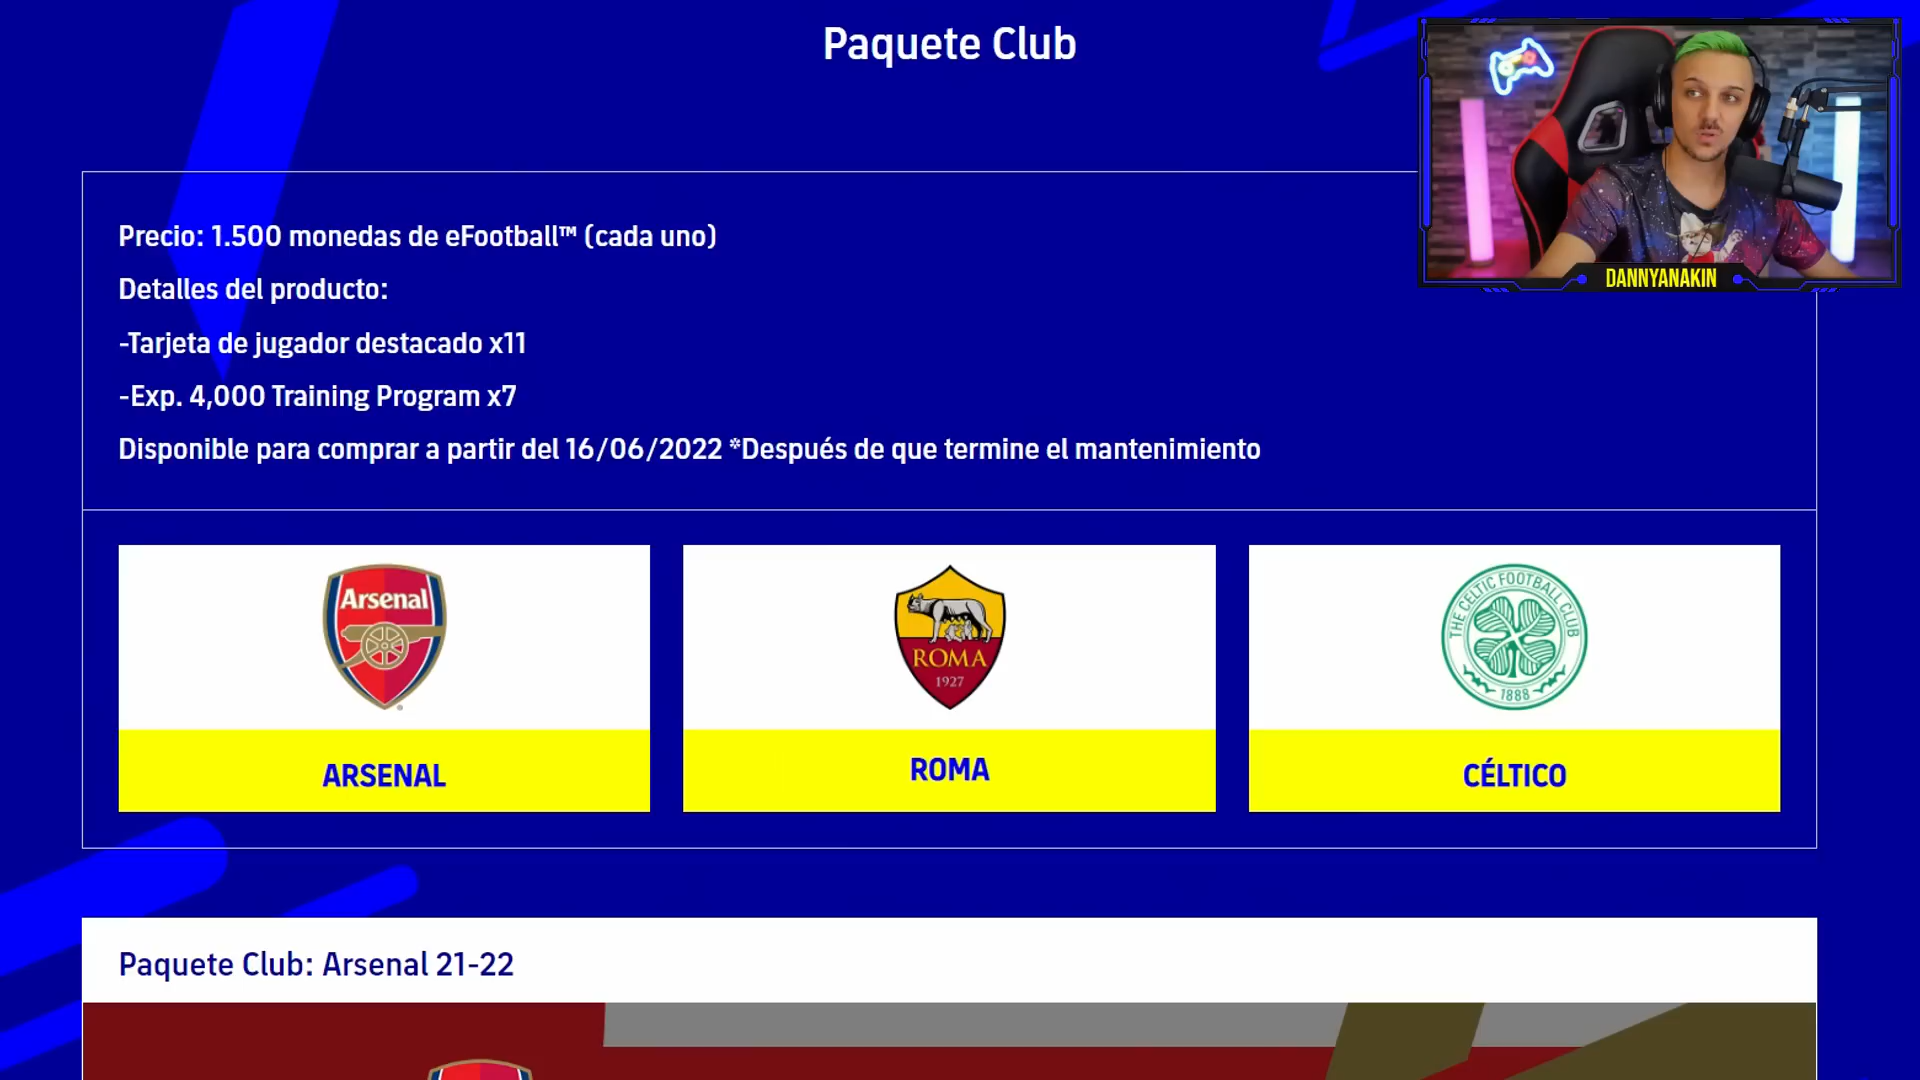 Paquete Club
DANNYANAKIN
Precio: 1.500 monedas de eFootball™ (cada uno)
Detalles del producto:
-Tarjeta de jugador destacado x11
-Exp. 4,000 Training Program x7
Disponible para comprar a partir del 16/06/2022 *Después de que termine el mantenimiento
Arsenal
ROMA
1927
THE CELTIC FOOTBALL CLUB
1888
ARSENAL
ROMA
CÉLTICO
Paquete Club: Arsenal 21-22